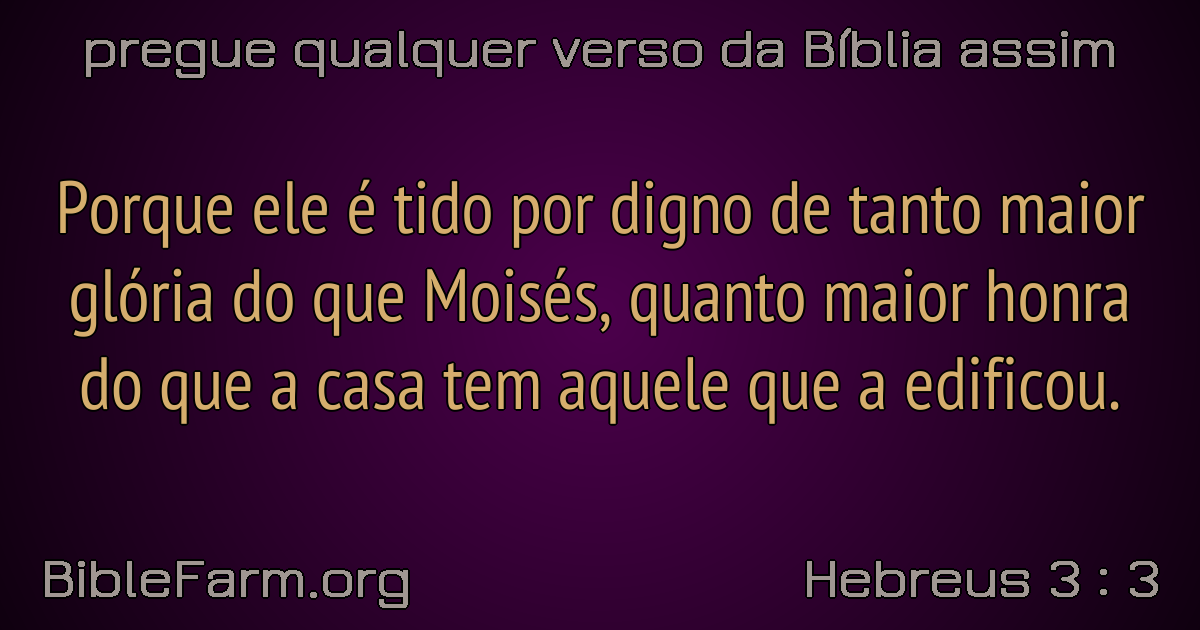 pregue qualquer verso da Bíblia assim
Porque ele é tido por digno de tanto maior
glória do que Moisés, quanto maior honra
do que a casa tem aquele que a edificou.
BibleFarm.org
Hebreus 3 : 3